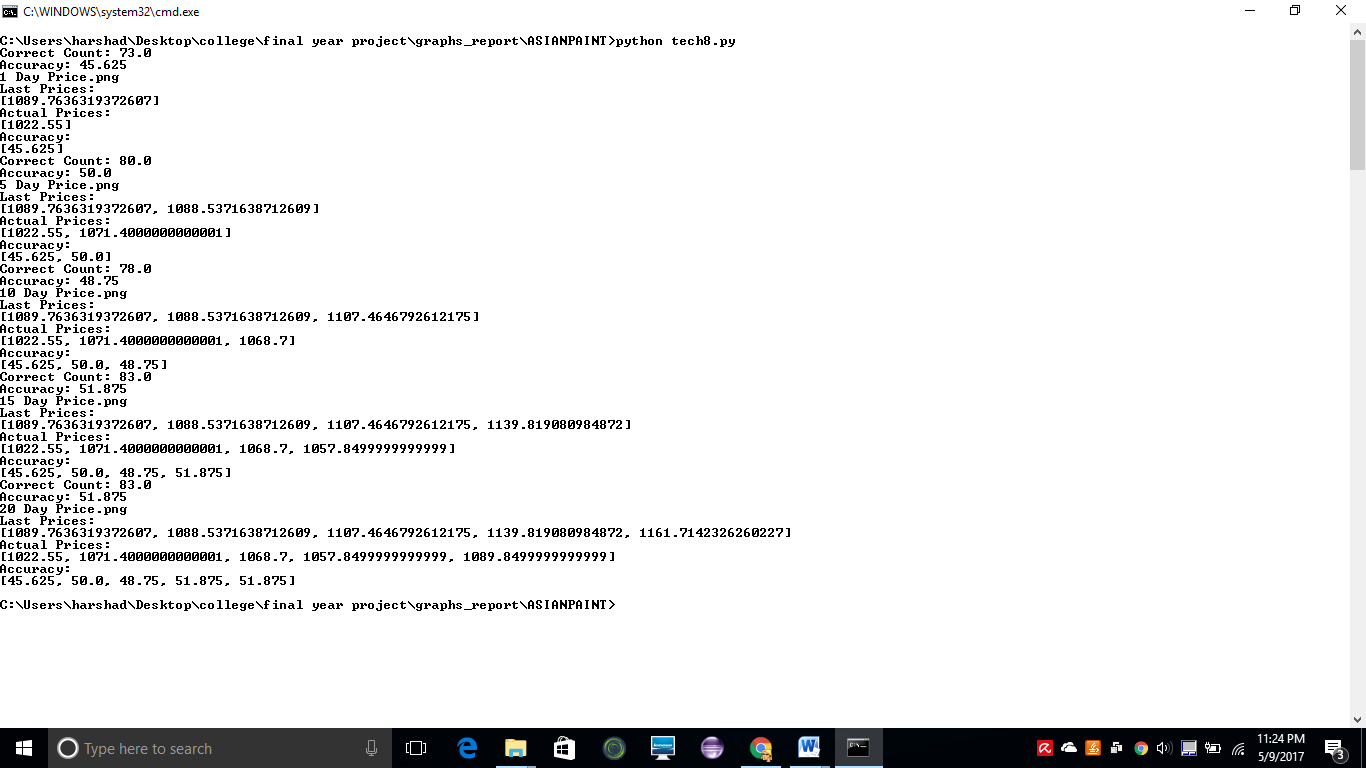 C:\WINDOWS\system32\cmd.exe
C:\Users\harshad\Desktop\college\final year project\graphs_report\ASIANPAINT>python tech8.py
Correct Count: 73.0
Accuracy: 45.625
1 Day Price.png
Last Prices:
[1089.7636319372607]
Actual Prices:
[1022.55]
Accuracy:
[45.625]
Correct Count: 80.0
Accuracy: 50.0
5 Day Price.png
Last Prices:
[1089.7636319372607, 1088.5371638712609]
Actual Prices:
[1022.55, 1071.4000000000001]
Accuracy:
[45.625, 50.0]
Correct Count: 78.0
Accuracy: 48.75
10 Day Price.png
Last Prices:
[1089.7636319372607, 1088.5371638712609, 1107.4646792612175]
Actual Prices:
[1022.55, 1071.4000000000001, 1068.7]
Accuracy:
[45.625, 50.0, 48.75]
Correct Count: 83.0
Accuracy: 51.875
15 Day Price.png
Last Prices:
[1089.7636319372607, 1088.5371638712609, 1107.4646792612175, 1139.819080984872]
Actual Prices:
[1022.55, 1071.4000000000001, 1068.7, 1057.8499999999999]
Accuracy:
[45.625, 50.0, 48.75, 51.875]
Correct Count: 83.0
Accuracy: 51.875
20 Day Price.png
Last Prices:
[1089.7636319372607, 1088.5371638712609, 1107.4646792612175, 1139.819080984872, 1161.7142326260227]
Actual Prices:
[1022.55, 1071.4000000000001, 1068.7, 1057.8499999999999, 1089.8499999999999]
Accuracy:
[45.625, 50.0, 48.75, 51.875, 51.875]
C:\Users\harshad\Desktop\college\final year project\graphs_report\ASIANPAINT>
Type here to search
11:24 PM
5/9/2017
3